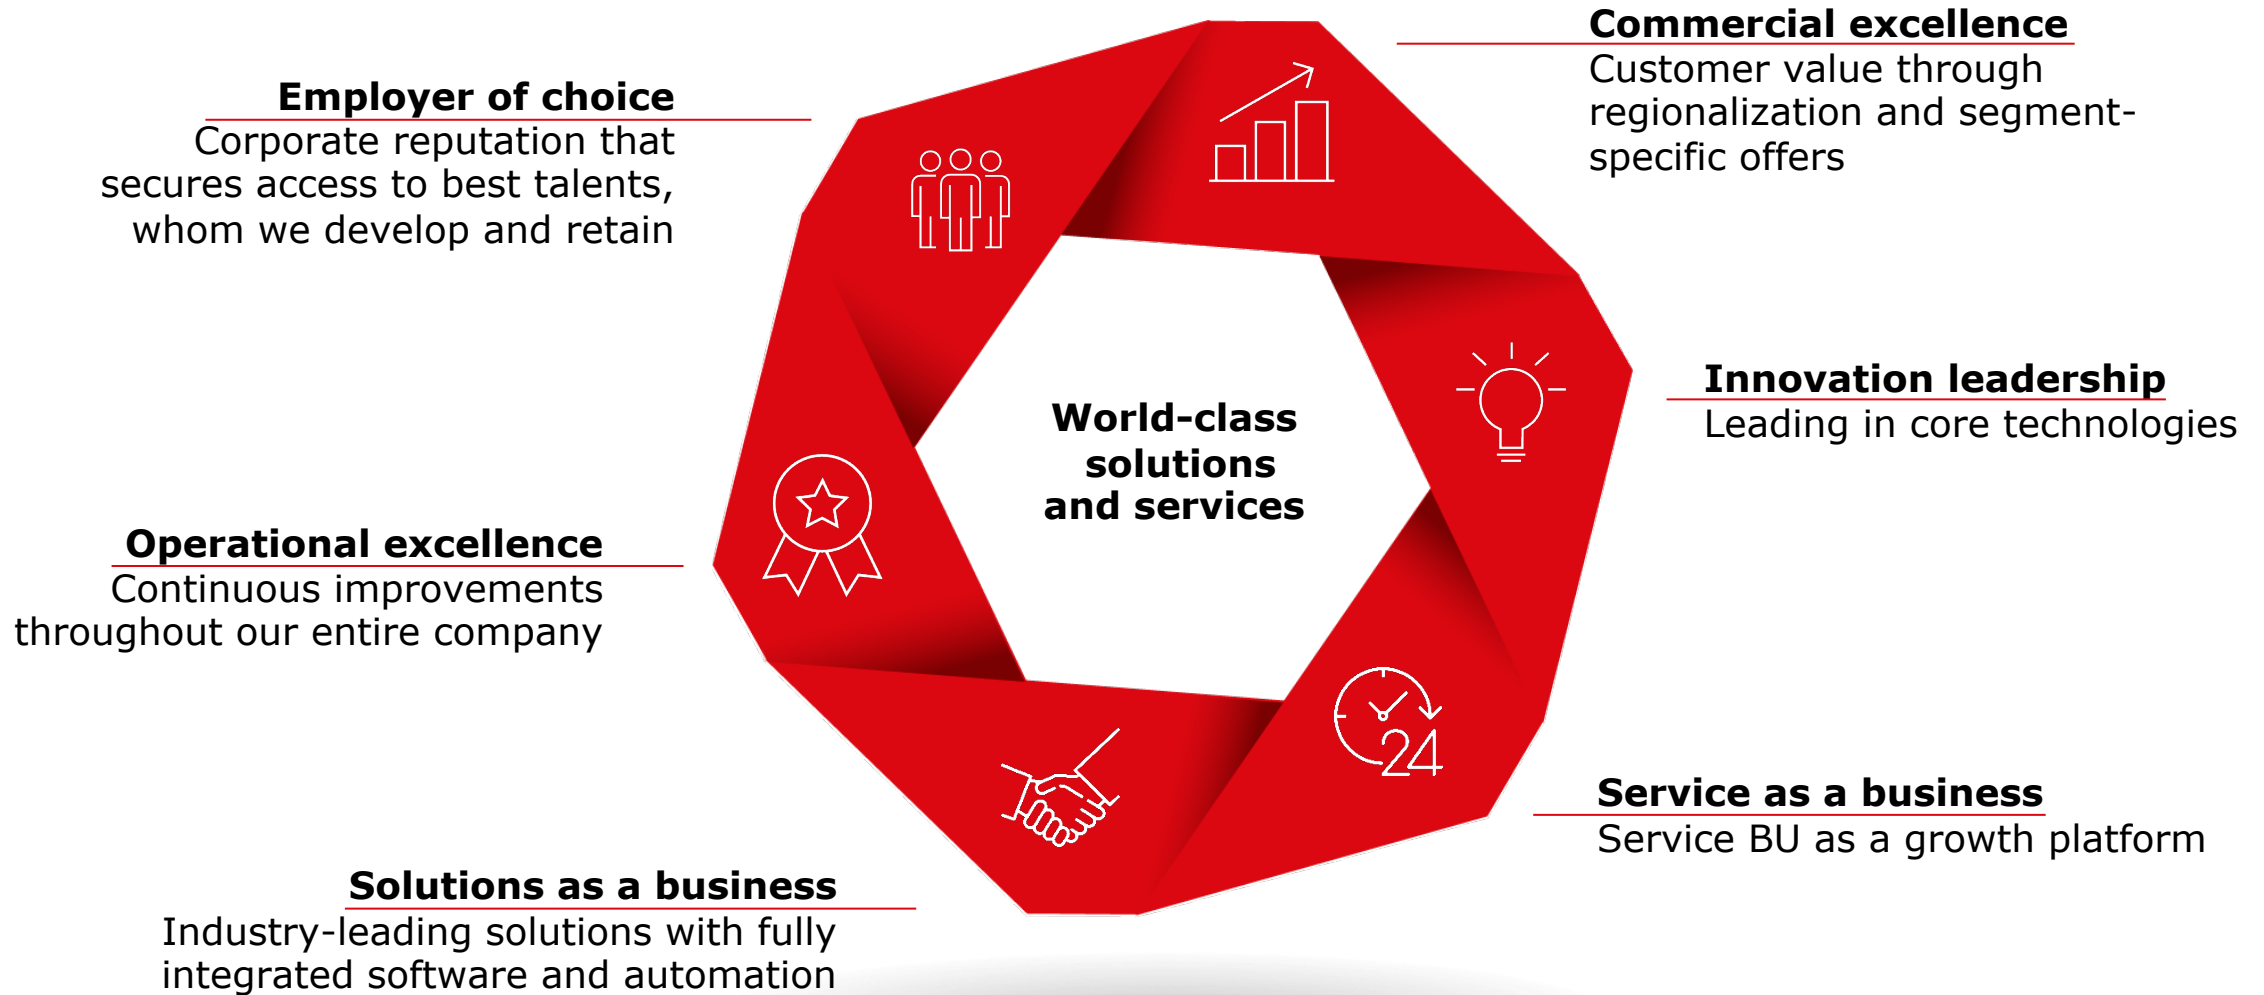 Commercial excellence
Customer value through
regionalization and segment-
specific offers
Employer of choice
Corporate reputation that
secures access to best talents,
whom we develop and retain
Innovation leadership
Leading in core technologies
World-class
solutions
and services
Operational excellence
Continuous improvements
throughout our entire company
24
Service as a business
Service BU as a growth platform
Solutions as a business
Industry-leading solutions with fully
integrated software and automation